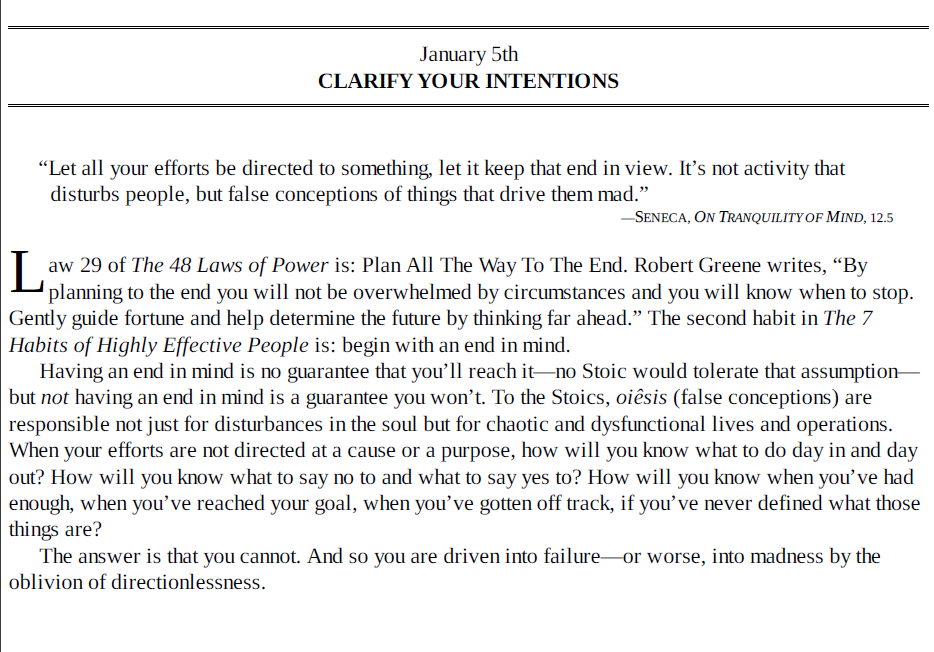 January 5th
CLARIFY YOUR INTENTIONS
“Let all your efforts be directed to something, let it keep that end in view. It’s not activity that
disturbs people, but false conceptions of things that drive them mad.”
—SENECA, ON TRANQUILITY OF MIND, 12.5
Law 29 of The 48 Laws of Power is: Plan All The Way To The End. Robert Greene writes, “By
planning to the end you will not be overwhelmed by circumstances and you will know when to stop.
Gently guide fortune and help determine the future by thinking far ahead.” The second habit in The 7
Habits of Highly Effective People is: begin with an end in mind.
Having an end in mind is no guarantee that you’ll reach it—no Stoic would tolerate that assumption—
but not having an end in mind is a guarantee you won’t. To the Stoics, oiêsis (false conceptions) are
responsible not just for disturbances in the soul but for chaotic and dysfunctional lives and operations.
When your efforts are not directed at a cause or a purpose, how will you know what to do day in and day
out? How will you know what to say no to and what to say yes to? How will you know when you’ve had
enough, when you’ve reached your goal, when you’ve gotten off track, if you’ve never defined what those
things are?
The answer is that you cannot. And so you are driven into failure—or worse, into madness by the
oblivion of directionlessness.